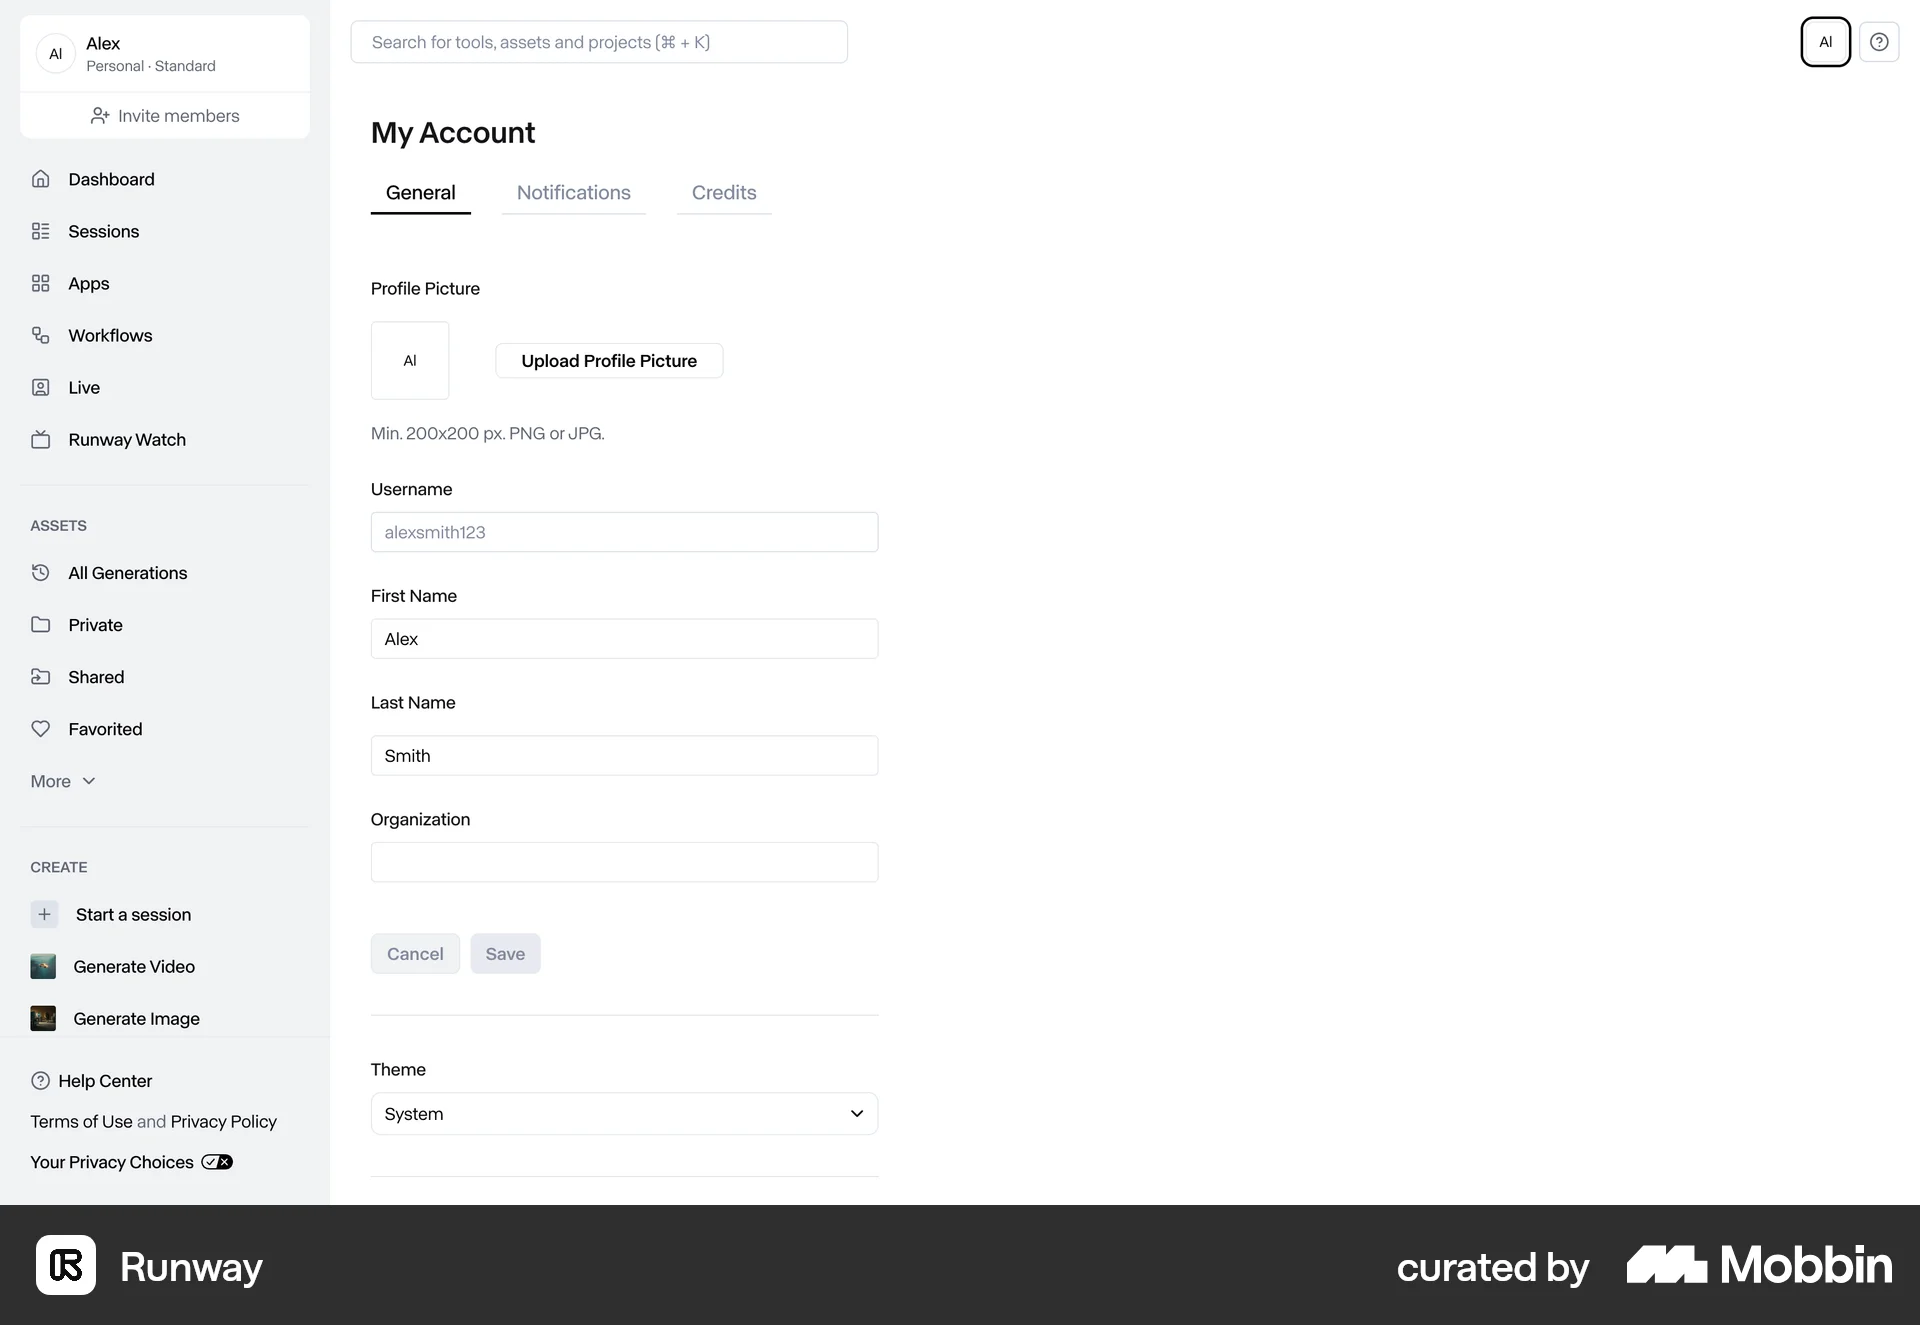 Al
Alex
Personal · Standard
Invite members
Dashboard
Sessions
Apps
Workflows
Live
Runway Watch
ASSETS
All Generations
Private
Shared
Favorited
More
CREATE
Start a session
Generate Video
Generate Image
Help Center
Terms of Use and Privacy Policy
Your Privacy Choices
Search for tools, assets and projects (⌘ + K)
Al
My Account
General
Notifications
Credits
Profile Picture
Al
Upload Profile Picture
Min. 200x200 px. PNG or JPG.
Username
alexsmith123
First Name
Alex
Last Name
Smith
Organization
Cancel
Save
Theme
System
Runway
curated by
Mobbin